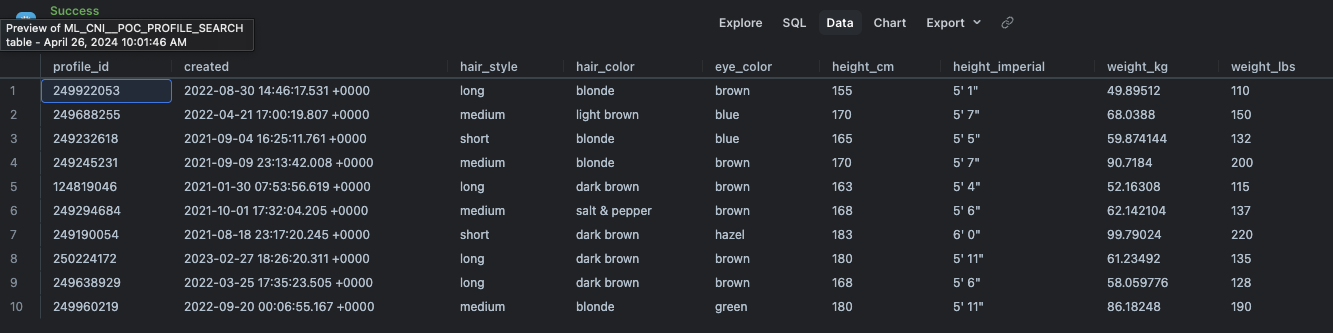 Success
Preview of ML_CNI__POC_PROFILE_SEARCH
table - April 26, 2024 10:01:46 AM
Explore SQL Data Chart Export
profile_id created hair_style hair_color eye_color height_cm height_imperial weight_kg weight_lbs
1 249922053 2022-08-30 14:46:17.531 +0000 long blonde brown 155 5' 1" 49.89512 110
2 249688255 2022-04-21 17:00:19.807 +0000 medium light brown blue 170 5' 7" 68.0388 150
3 249232618 2021-09-04 16:25:11.761 +0000 short blonde blue 165 5' 5" 59.874144 132
4 249245231 2021-09-09 23:13:42.008 +0000 medium blonde brown 170 5' 7" 90.7184 200
5 124819046 2021-01-30 07:53:56.619 +0000 long dark brown brown 163 5' 4" 52.16308 115
6 249294684 2021-10-01 17:32:04.205 +0000 medium salt & pepper brown 168 5' 6" 62.142104 137
7 249190054 2021-08-18 23:17:20.245 +0000 short dark brown hazel 183 6' 0" 99.79024 220
8 250224172 2023-02-27 18:26:20.311 +0000 long dark brown brown 180 5' 11" 61.23492 135
9 249638929 2022-03-25 17:35:23.505 +0000 long dark brown brown 168 5' 6" 58.059776 128
10 249960219 2022-09-20 00:06:55.167 +0000 medium blonde green 180 5' 11" 86.18248 190